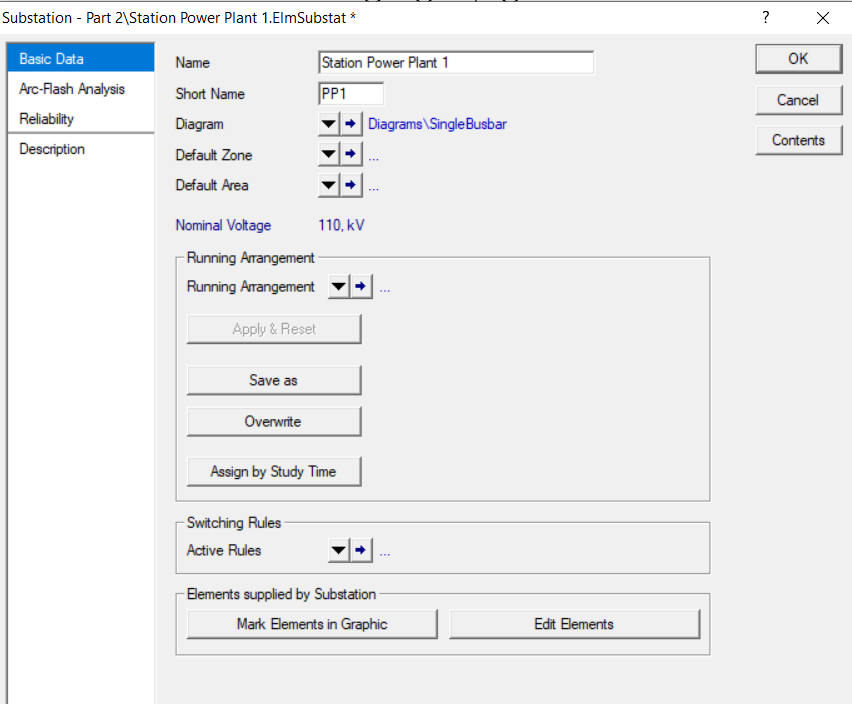 Substation - Part 2\Station Power Plant 1.ElmSubstat *
?
Basic Data
Arc-Flash Analysis
Reliability
Description
Name
Station Power Plant 1
Short Name
PP1
Diagram
Diagrams\SingleBusbar
Default Zone
...
Default Area
...
Nominal Voltage 110, kV
Running Arrangement
Running Arrangement
...
Apply & Reset
Save as
Overwrite
Assign by Study Time
Switching Rules
Active Rules
...
Elements supplied by Substation
Mark Elements in Graphic
Edit Elements
OK
Cancel
Contents